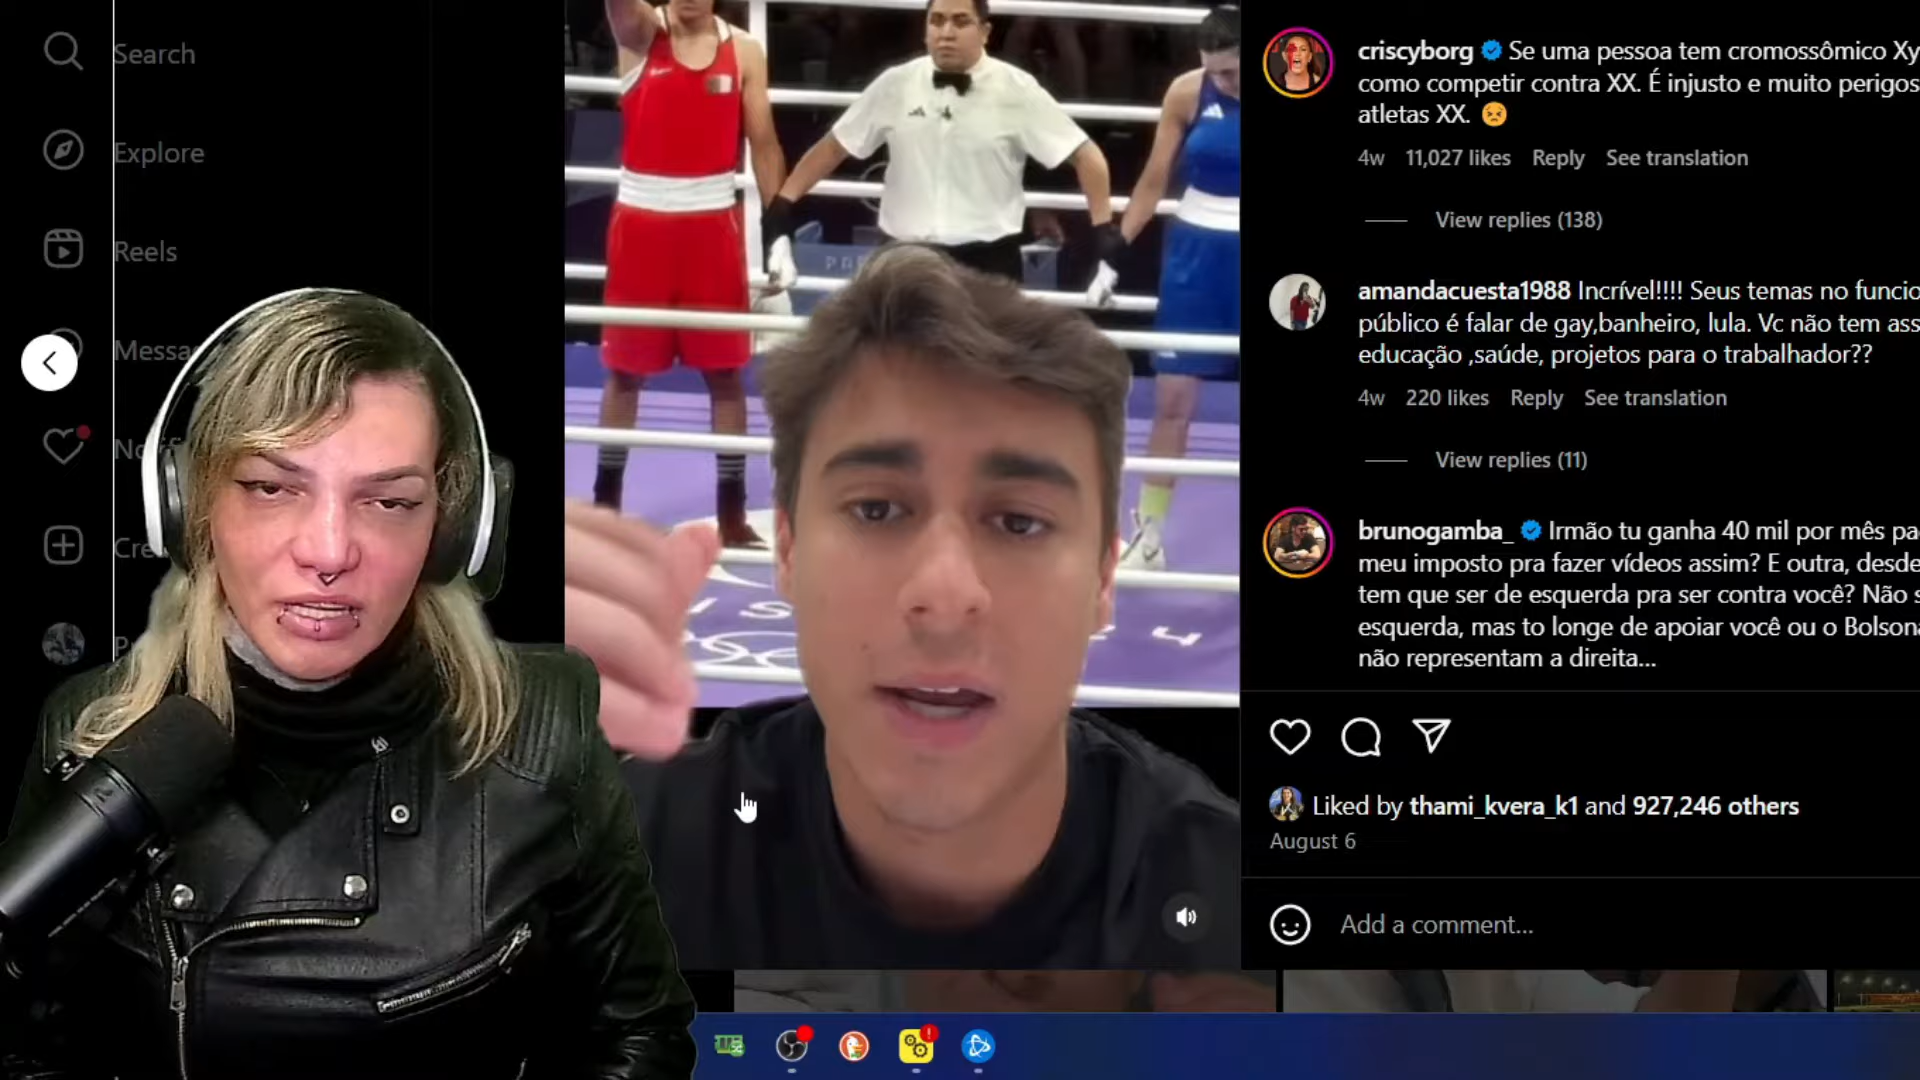 Search
Explore
Reels
Messa
Notifi
Cre
P
PA
criscyborg Se uma pessoa tem cromossômico Xy
como competir contra XX. É injusto e muito perigos
atletas XX. 😣
4w 11,027 likes Reply See translation
View replies (138)
amandacuesta1988 Incrível!!!! Seus temas no funcio
público é falar de gay,banheiro, lula. Vc não tem ass
educação ,saúde, projetos para o trabalhador??
4w 220 likes Reply See translation
View replies (11)
brunogamba_ Irmão tu ganha 40 mil por mês pa
meu imposto pra fazer vídeos assim? E outra, desde
tem que ser de esquerda pra ser contra você? Não s
esquerda, mas to longe de apoiar você ou o Bolsona
não representam a direita...
Liked by thami_kvera_k1 and 927,246 others
August 6
Add a comment...